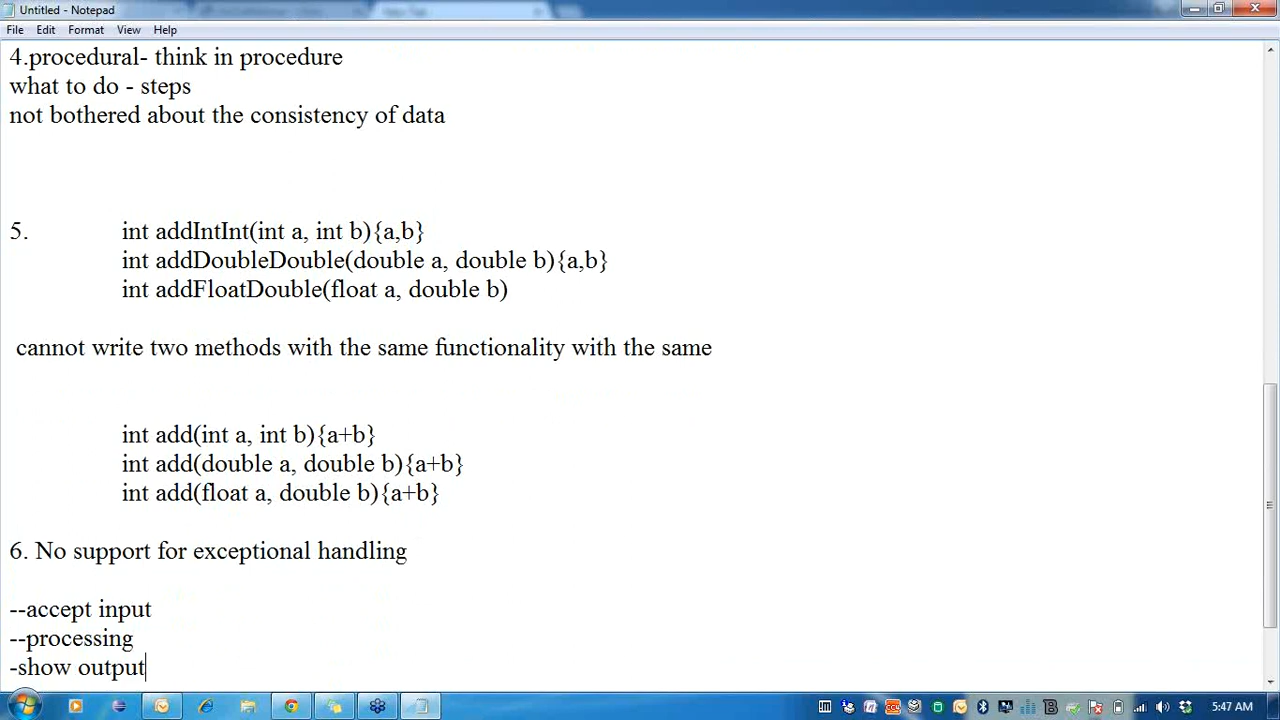 Untitled - Notepad
File Edit Format View Help
4.procedural- think in procedure
what to do - steps
not bothered about the consistency of data
5. int addIntInt(int a, int b){a,b}
int addDoubleDouble(double a, double b){a,b}
int addFloatDouble(float a, double b)
cannot write two methods with the same functionality with the same
int add(int a, int b){a+b}
int add(double a, double b){a+b}
int add(float a, double b){a+b}
6. No support for exceptional handling
--accept input
--processing
-show output
5:47 AM